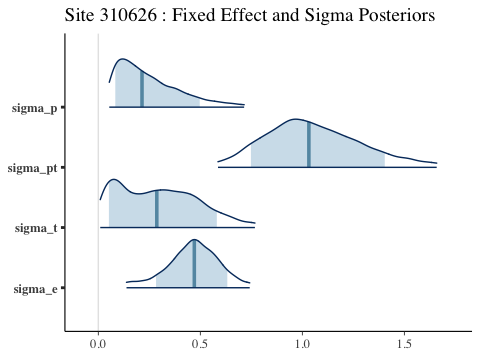 Site 310626 : Fixed Effect and Sigma Posteriors
sigma_p
sigma_pt
sigma_t
sigma_e
0.0 0.5 1.0 1.5